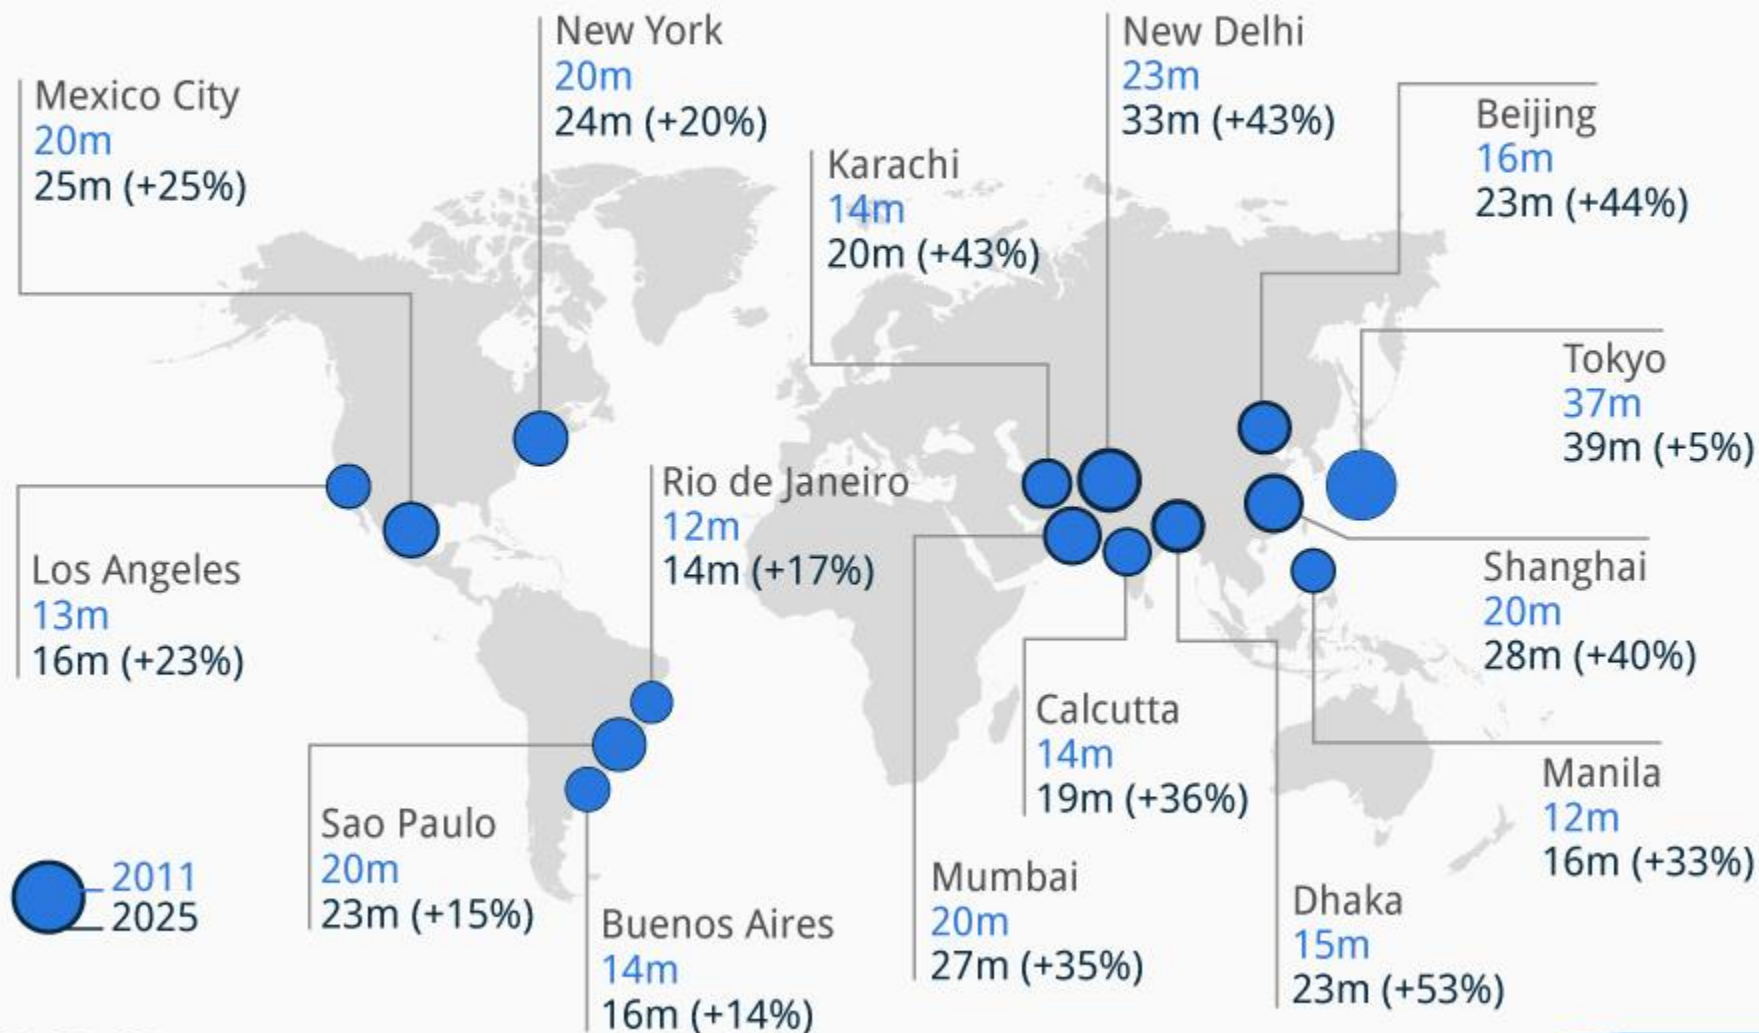 New York
20m
24m (+20%)
New Delhi
23m
33m (+43%)
Mexico City
20m
25m (+25%)
Beijing
16m
23m (+44%)
Karachi
14m
20m (+43%)
Tokyo
37m
39m (+5%)
Rio de Janeiro
12m
14m (+17%)
Los Angeles
13m
16m (+23%)
Shanghai
20m
28m (+40%)
Calcutta
14m
19m (+36%)
Manila
12m
16m (+33%)
Sao Paulo
20m
23m (+15%)
Mumbai
20m
27m (+35%)
Dhaka
15m
23m (+53%)
Buenos Aires
14m
16m (+14%)
2011
2025